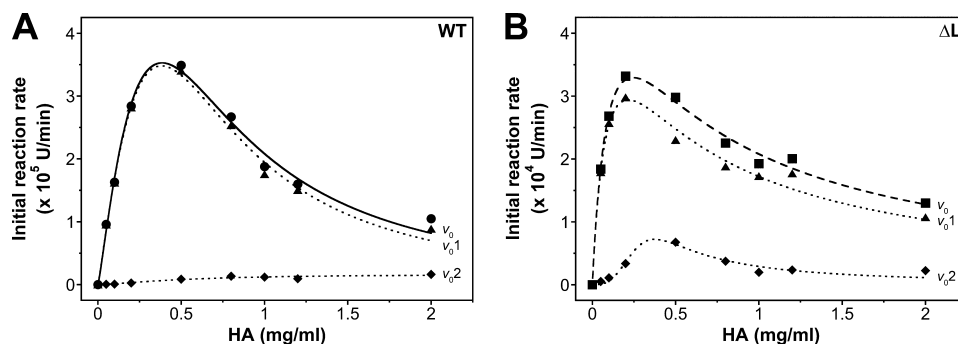 A
WT
Initial reaction rate
(x 10⁵ U/min)
4
3
2
1
0
v₀
v₀1
v₀2
0
0.5
1
1.5
2
HA (mg/ml)
B
ΔL
Initial reaction rate
(x 10⁴ U/min)
4
3
2
1
0
v₀
v₀1
v₀2
0
0.5
1
1.5
2
HA (mg/ml)